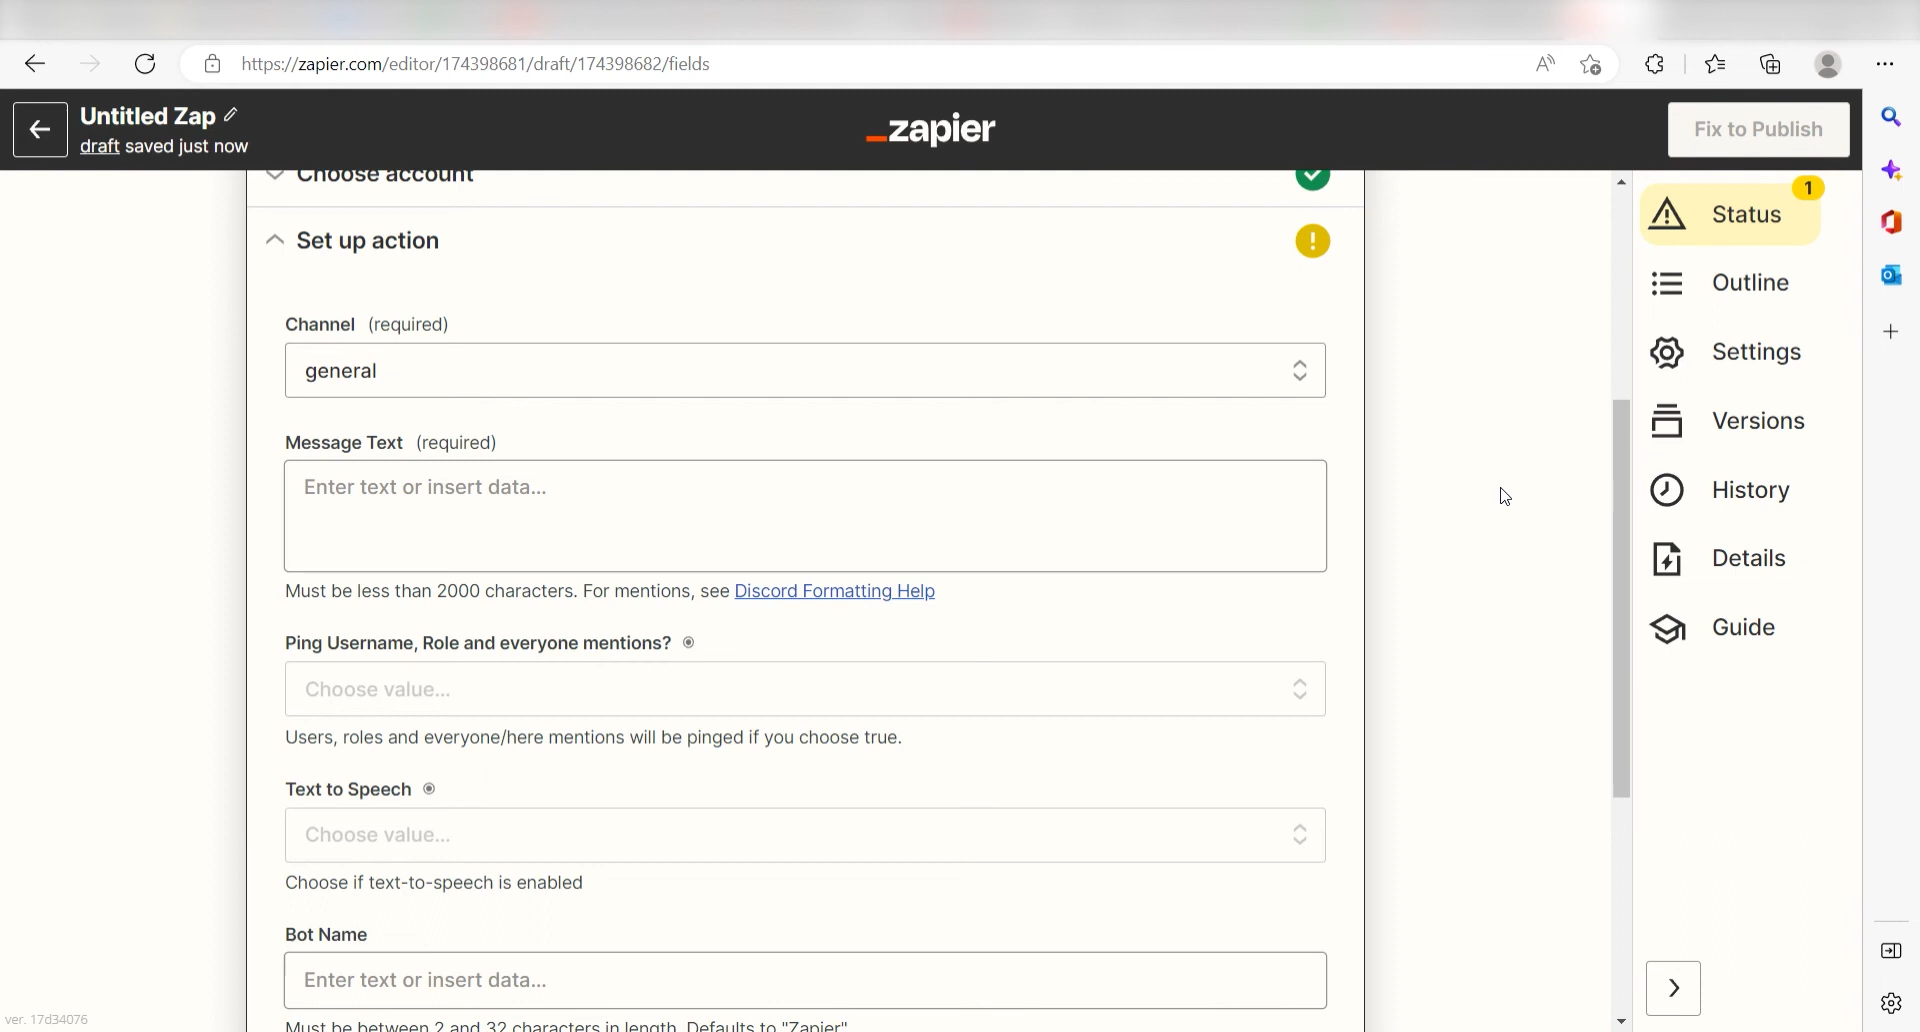 https://zapier.com/editor/174398681/draft/174398682/fields
Untitled Zap
draft saved just now
_zapier
Fix to Publish
Choose account
Set up action
!
Channel (required)
general
Message Text (required)
Enter text or insert data...
Must be less than 2000 characters. For mentions, see Discord Formatting Help
Ping Username, Role and everyone mentions?
Choose value...
Users, roles and everyone/here mentions will be pinged if you choose true.
Text to Speech
Choose value...
Choose if text-to-speech is enabled
Bot Name
Enter text or insert data...
Must be between 2 and 32 characters in length. Defaults to "Zapier"
1
Status
Outline
Settings
Versions
History
Details
Guide
ver. 17d34076